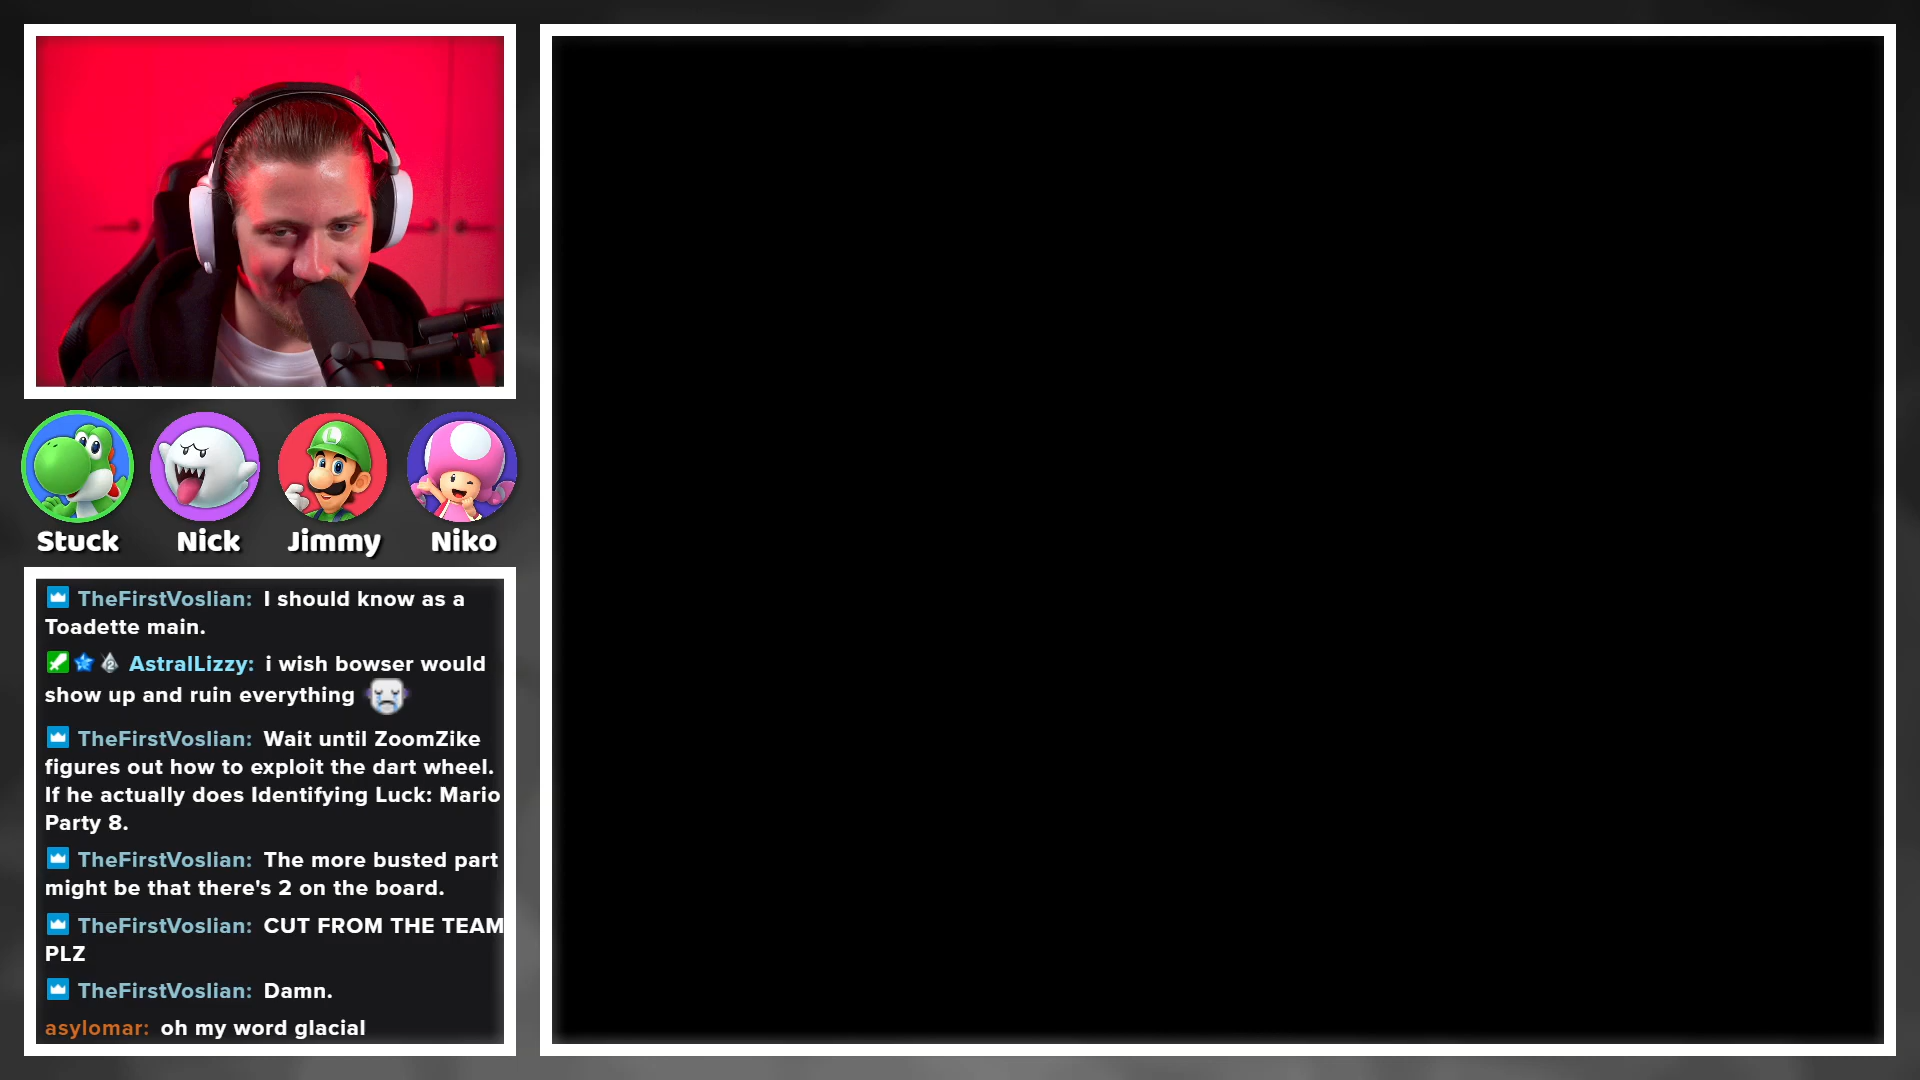 Stuck Nick Jimmy Niko
TheFirstVoslian: I should know as a
Toadette main.
AstralLizzy: i wish bowser would
show up and ruin everything
TheFirstVoslian: Wait until ZoomZike
figures out how to exploit the dart wheel.
If he actually does Identifying Luck: Mario
Party 8.
TheFirstVoslian: The more busted part
might be that there's 2 on the board.
TheFirstVoslian: CUT FROM THE TEAM
PLZ
TheFirstVoslian: Damn.
asylomar: oh my word glacial